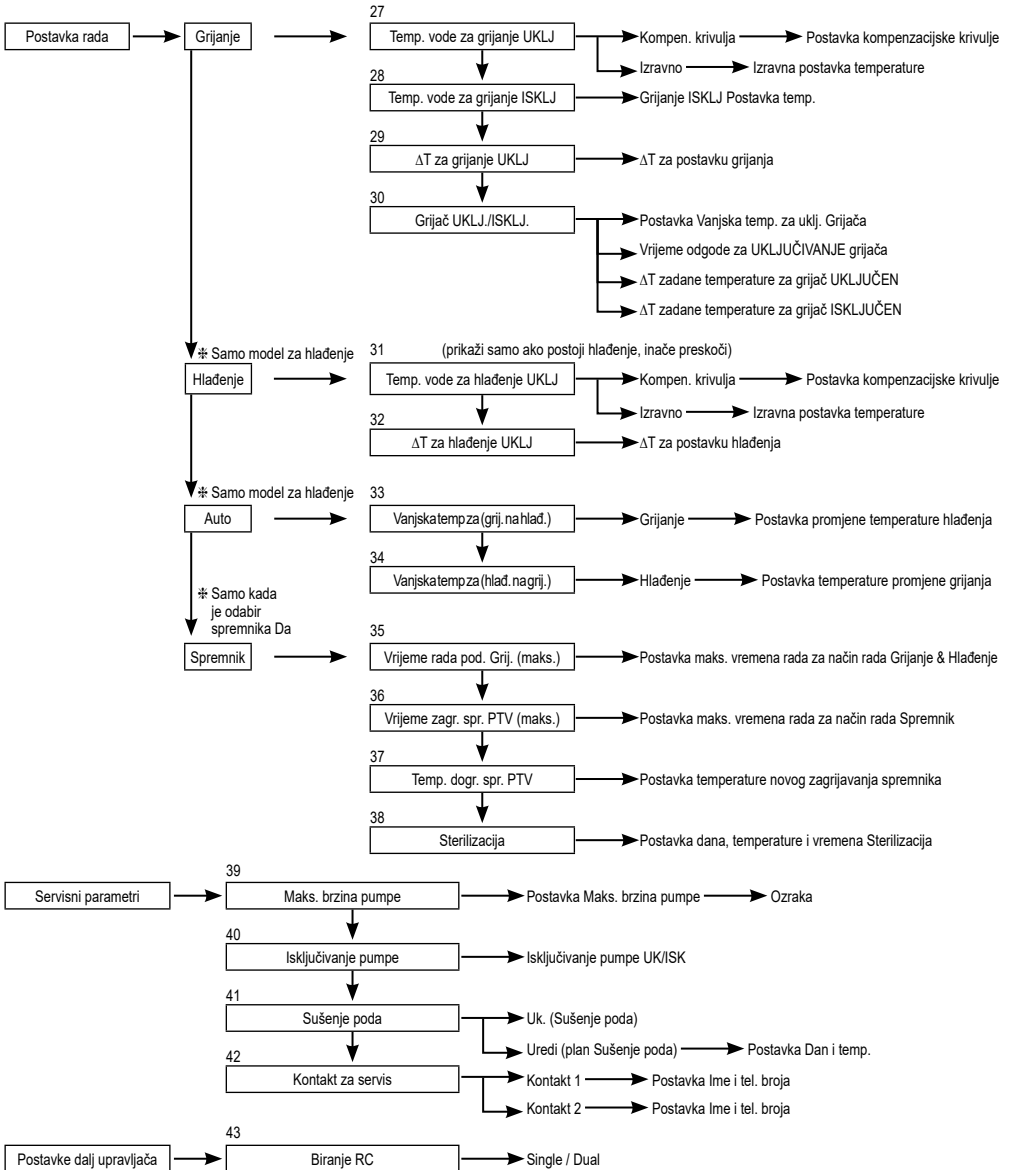 27
Postavka rada Grijanje Temp. vode za grijanje UKLJ Kompen. krivulja Postavka kompenzacijske krivulje
Izravno Izravna postavka temperature
28
Temp. vode za grijanje ISKLJ Grijanje ISKLJ Postavka temp.
29
ΔT za grijanje UKLJ ΔT za postavku grijanja
30
Grijač UKLJ./ISKLJ. Postavka Vanjska temp. za uklj. Grijača
Vrijeme odgode za UKLJUČIVANJE grijača
ΔT zadane temperature za grijač UKLJUČEN
ΔT zadane temperature za grijač ISKLJUČEN
❈ Samo model za hlađenje 31 (prikaži samo ako postoji hlađenje, inače preskoči)
Hlađenje Temp. vode za hlađenje UKLJ Kompen. krivulja Postavka kompenzacijske krivulje
Izravno Izravna postavka temperature
32
ΔT za hlađenje UKLJ ΔT za postavku hlađenja
❈ Samo model za hlađenje 33
Auto Vanjska temp za (grij. na hlađ.) Grijanje Postavka promjene temperature hlađenja
34
Vanjska temp za (hlađ. na grij.) Hlađenje Postavka temperature promjene grijanja
❈ Samo kada
je odabir
spremnika Da
35
Spremnik Vrijeme rada pod. Grij. (maks.) Postavka maks. vremena rada za način rada Grijanje & Hlađenje
36
Vrijeme zagr. spr. PTV (maks.) Postavka maks. vremena rada za način rada Spremnik
37
Temp. dogr. spr. PTV Postavka temperature novog zagrijavanja spremnika
38
Sterilizacija Postavka dana, temperature i vremena Sterilizacija
39
Servisni parametri Maks. brzina pumpe Postavka Maks. brzina pumpe Ozraka
40
Isključivanje pumpe Isključivanje pumpe UK/ISK
41
Sušenje poda Uk. (Sušenje poda)
Uredi (plan Sušenje poda) Postavka Dan i temp.
42
Kontakt za servis Kontakt 1 Postavka Ime i tel. broja
Kontakt 2 Postavka Ime i tel. broja
43
Postavke dalj upravljača Biranje RC Single / Dual